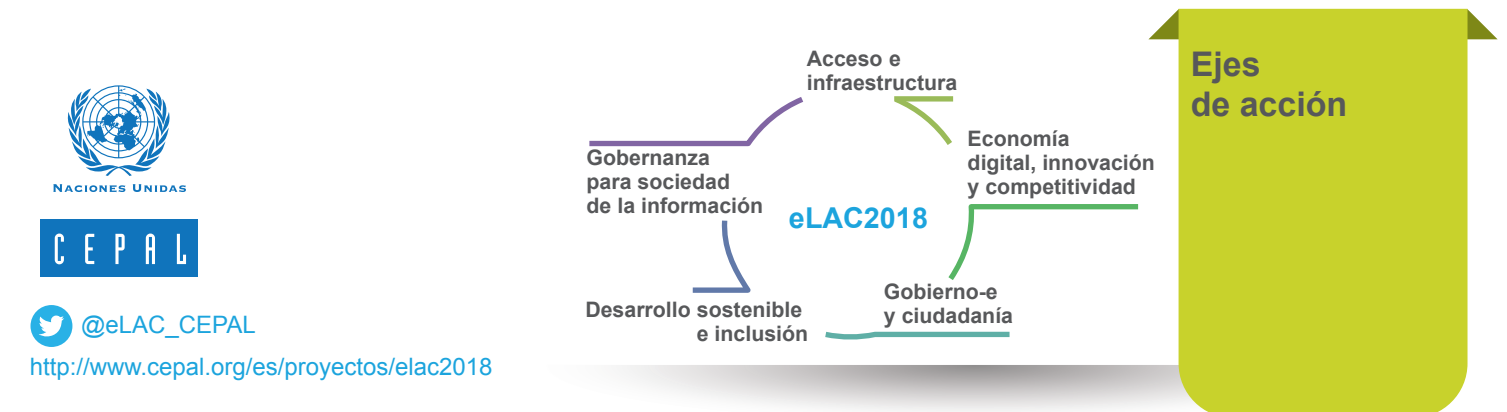 NACIONES UNIDAS
CEPAL
@eLAC_CEPAL
http://www.cepal.org/es/proyectos/elac2018
Acceso e
infraestructura
Economía
digital, innovación
y competitividad
Gobernanza
para sociedad
de la información
eLAC2018
Desarrollo sostenible
e inclusión
Gobierno-e
y ciudadanía
Ejes
de acción